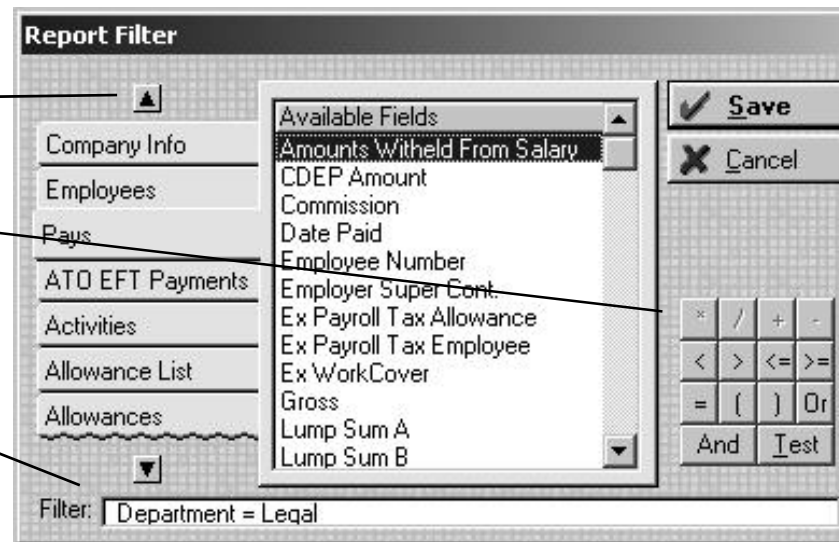 Report Filter
Company Info
Employees
Pays
ATO EFT Payments
Activities
Allowance List
Allowances
Available Fields
Amounts Witheld From Salary
CDEP Amount
Commission
Date Paid
Employee Number
Employer Super Cont.
Ex Payroll Tax Allowance
Ex Payroll Tax Employee
Ex WorkCover
Gross
Lump Sum A
Lump Sum B
Save
Cancel
* / + -
< > <= >=
= ( ) Or
And Test
Filter: Department = Legal